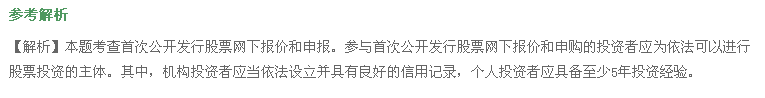 参考解析
【解析】本题考查首次公开发行股票网下报价和申报。参与首次公开发行股票网下报价和申购的投资者应为依法可以进行
股票投资的主体。其中，机构投资者应当依法设立并具有良好的信用记录，个人投资者应具备至少5年投资经验。